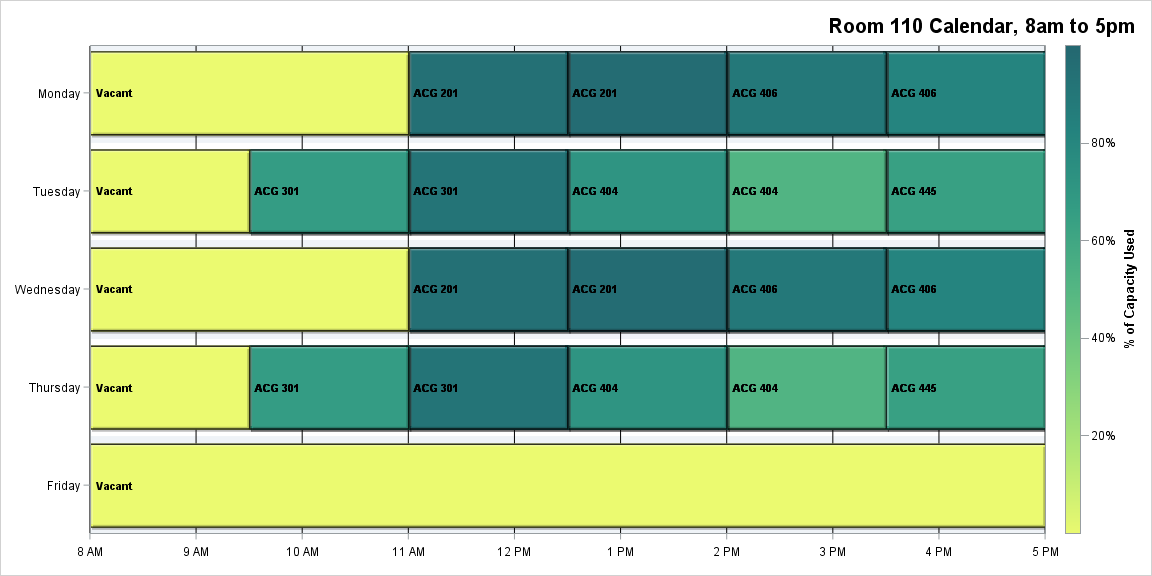 Room 110 Calendar, 8am to 5pm
Monday
Vacant
ACG 201
ACG 201
ACG 406
ACG 406
Tuesday
Vacant
ACG 301
ACG 301
ACG 404
ACG 404
ACG 445
Wednesday
Vacant
ACG 201
ACG 201
ACG 406
ACG 406
Thursday
Vacant
ACG 301
ACG 301
ACG 404
ACG 404
ACG 445
Friday
Vacant
8 AM
9 AM
10 AM
11 AM
12 PM
1 PM
2 PM
3 PM
4 PM
5 PM
80%
60%
40%
20%
% of Capacity Used